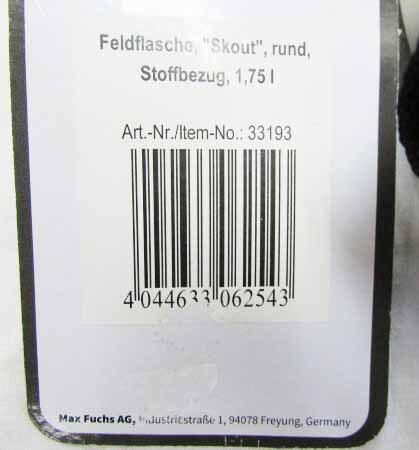 Feldflasche, "Skout", rund,
Stoffbezug, 1,75 l
Art.-Nr./Item-No.: 33193
4 044633 062543
Max Fuchs AG, Industriestraße 1, 94078 Freyung, Germany